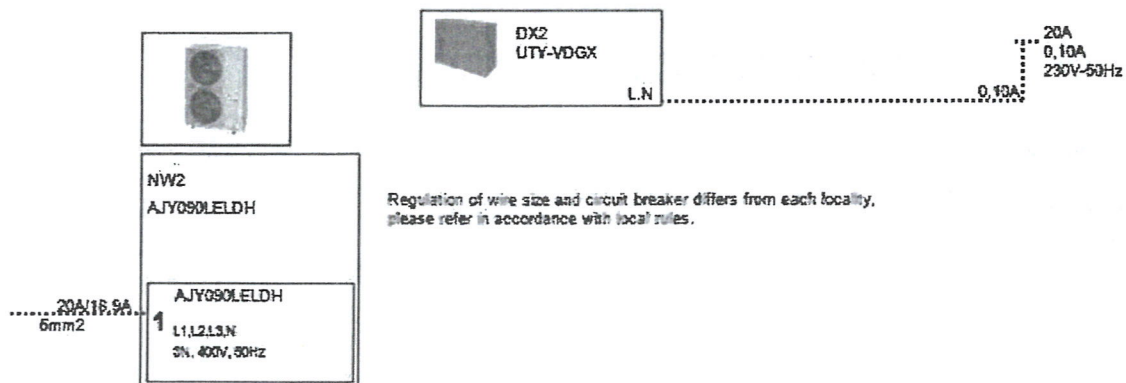 DX2
UTY-VDGX
L.N
0,10A
20A
0,10A
230V-50Hz
NW2
AJY090LELDH
Regulation of wire size and circuit breaker differs from each locality,
please refer in accordance with local rules.
20A/16.9A
6mm2
AJY090LELDH
1
L1,L2,L3,N
3N, 400V, 50Hz